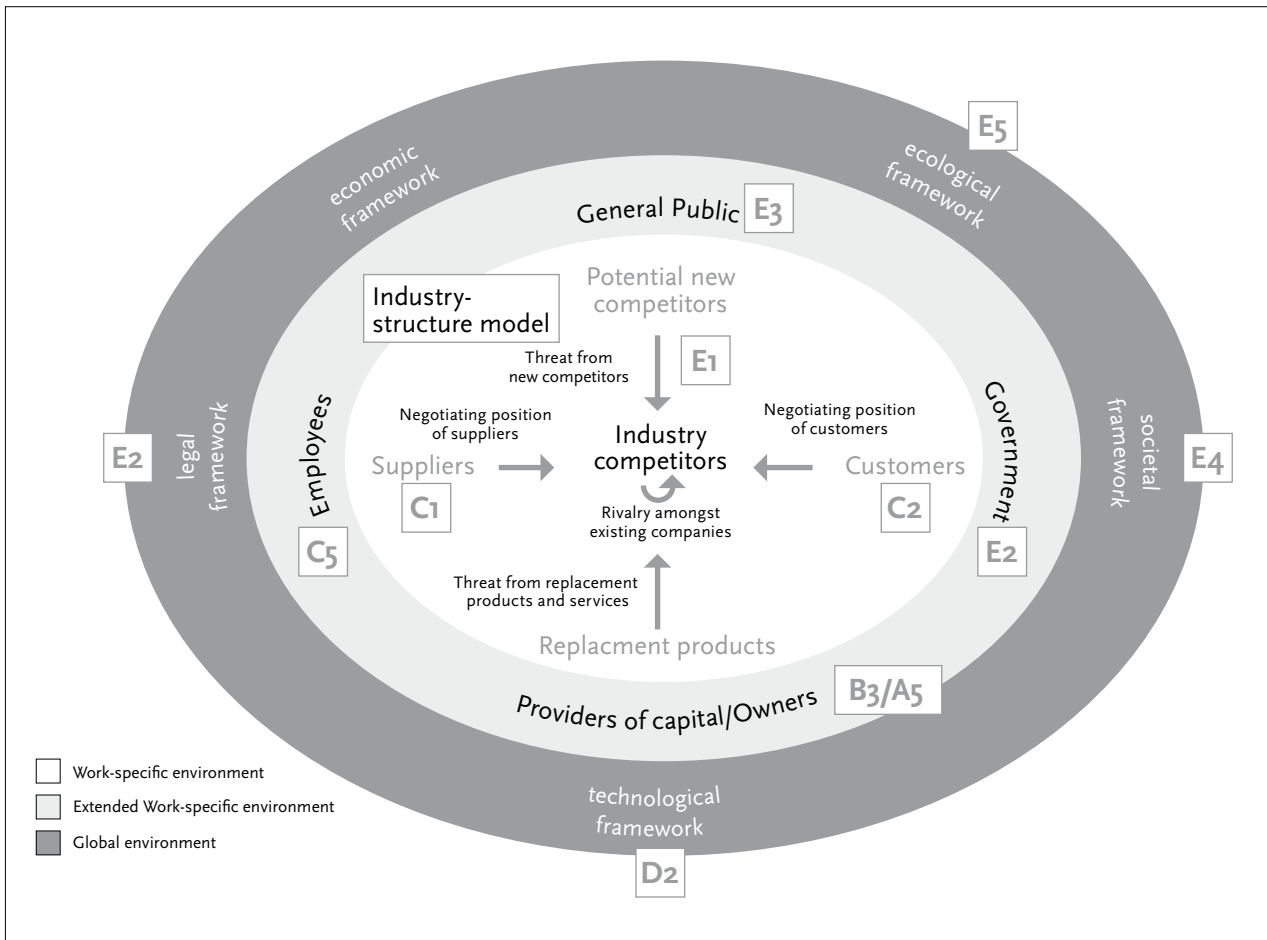 E5
economic
framework
ecological
framework
General Public
E3
Industry-
structure model
Potential new
competitors
Threat from
new competitors
E1
Negotiating position
of suppliers
Negotiating position
of customers
Industry
competitors
Suppliers
C1
Customers
C2
Rivalry amongst
existing companies
Threat from replacement
products and services
Replacment products
Employees
C5
Government
E2
E2
legal
framework
societal
framework
E4
Providers of capital/Owners
B3/A5
technological
framework
D2
Work-specific environment
Extended Work-specific environment
Global environment